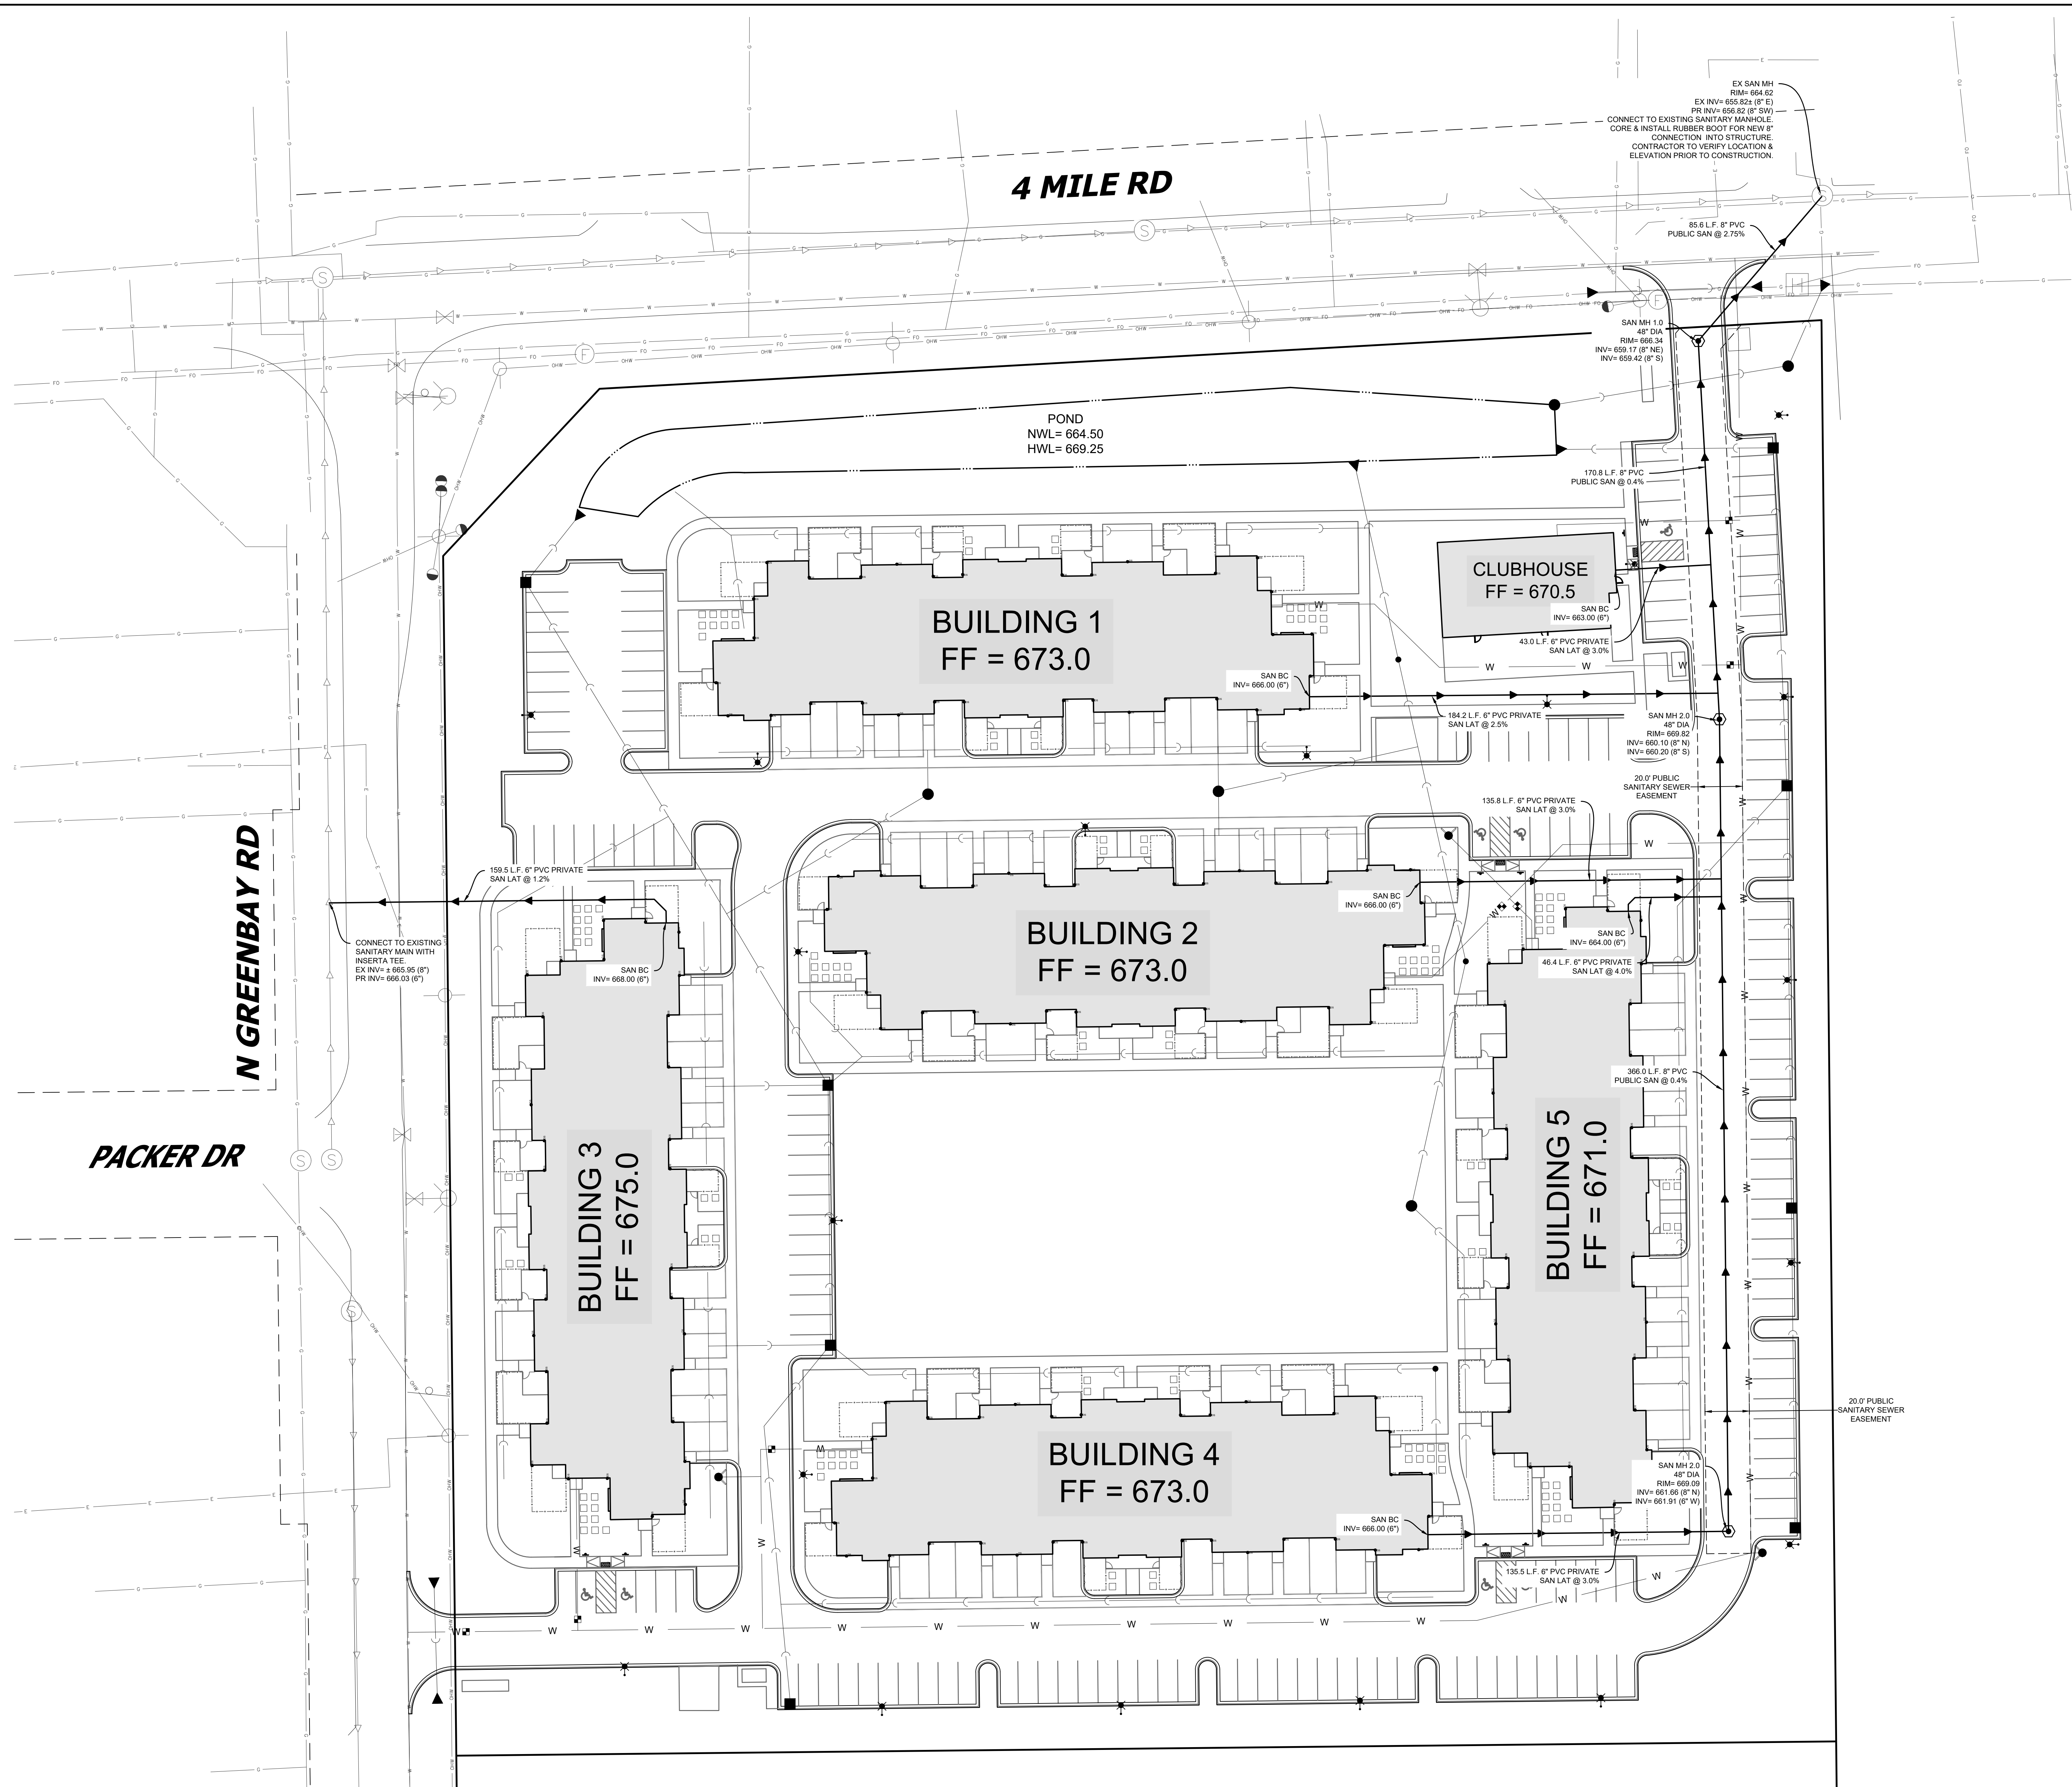 EX SAN MH
RIM= 664.62
EX INV= 655.82± (8" E)
PR INV= 656.82 (8" SW)
CONNECT TO EXISTING SANITARY MANHOLE.
CORE & INSTALL RUBBER BOOT FOR NEW 8"
CONNECTION INTO STRUCTURE.
CONTRACTOR TO VERIFY LOCATION &
ELEVATION PRIOR TO CONSTRUCTION.
4 MILE RD
85.6 L.F. 8" PVC
PUBLIC SAN @ 2.75%
SAN MH 1.0
48" DIA
RIM= 666.34
INV= 659.17 (8" NE)
INV= 659.42 (8" S)
POND
NWL= 664.50
HWL= 669.25
170.8 L.F. 8" PVC
PUBLIC SAN @ 0.4%
CLUBHOUSE
FF = 670.5
SAN BC
INV= 663.00 (6")
43.0 L.F. 6" PVC PRIVATE
SAN LAT @ 3.0%
BUILDING 1
FF = 673.0
SAN BC
INV= 666.00 (6")
184.2 L.F. 6" PVC PRIVATE
SAN LAT @ 2.5%
SAN MH 2.0
48" DIA
RIM= 669.82
INV= 660.10 (8" N)
INV= 660.20 (8" S)
20.0' PUBLIC
SANITARY SEWER
EASEMENT
135.8 L.F. 6" PVC PRIVATE
SAN LAT @ 3.0%
N GREENBAY RD
159.5 L.F. 6" PVC PRIVATE
SAN LAT @ 1.2%
CONNECT TO EXISTING
SANITARY MAIN WITH
INSERTA TEE.
EX INV= ± 665.95 (8")
PR INV= 666.03 (6")
SAN BC
INV= 668.00 (6")
BUILDING 2
FF = 673.0
SAN BC
INV= 666.00 (6")
SAN BC
INV= 664.00 (6")
46.4 L.F. 6" PVC PRIVATE
SAN LAT @ 4.0%
366.0 L.F. 8" PVC
PUBLIC SAN @ 0.4%
PACKER DR
BUILDING 3
FF = 675.0
BUILDING 5
FF = 671.0
20.0' PUBLIC
SANITARY SEWER
EASEMENT
BUILDING 4
FF = 673.0
SAN BC
INV= 666.00 (6")
SAN MH 2.0
48" DIA
RIM= 669.09
INV= 661.66 (8" N)
INV= 661.91 (6" W)
135.5 L.F. 6" PVC PRIVATE
SAN LAT @ 3.0%